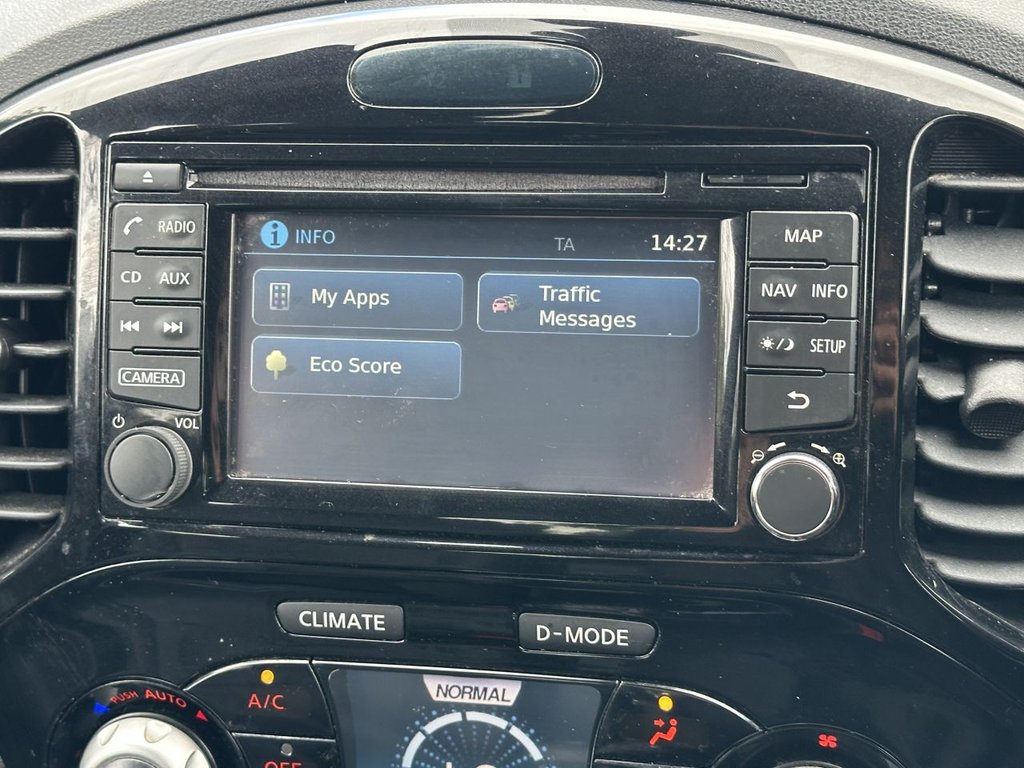 RADIO
CD AUX
CAMERA
VOL
INFO
TA
14:27
My Apps
Traffic
Messages
Eco Score
MAP
NAV INFO
SETUP
CLIMATE
D-MODE
PUSH AUTO
A/C
OFF
NORMAL